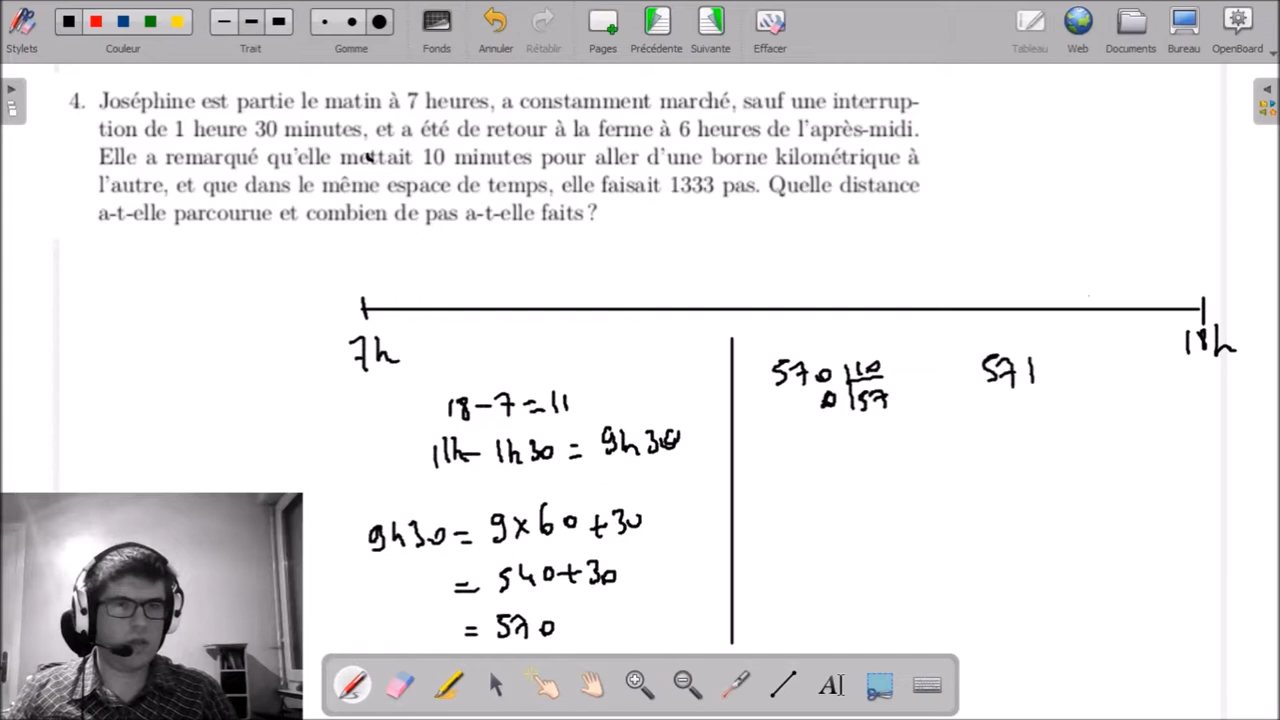 Stylets
Couleur
Trait
Gomme
Fonds
Annuler
Rétablir
Pages
Précédente
Suivante
Effacer
Tableau
Web
Documents
Bureau
OpenBoard
4. Joséphine est partie le matin à 7 heures, a constamment marché, sauf une interrup-
tion de 1 heure 30 minutes, et a été de retour à la ferme à 6 heures de l'après-midi.
Elle a remarqué qu'elle mettait 10 minutes pour aller d'une borne kilométrique à
l'autre, et que dans le même espace de temps, elle faisait 1333 pas. Quelle distance
a-t-elle parcourue et combien de pas a-t-elle faits ?
7h
18h
18-7=11
11h- 1h30 = 9h30
9h30 = 9x60+30
= 540+30
= 570
570 10
0 57
571
AI